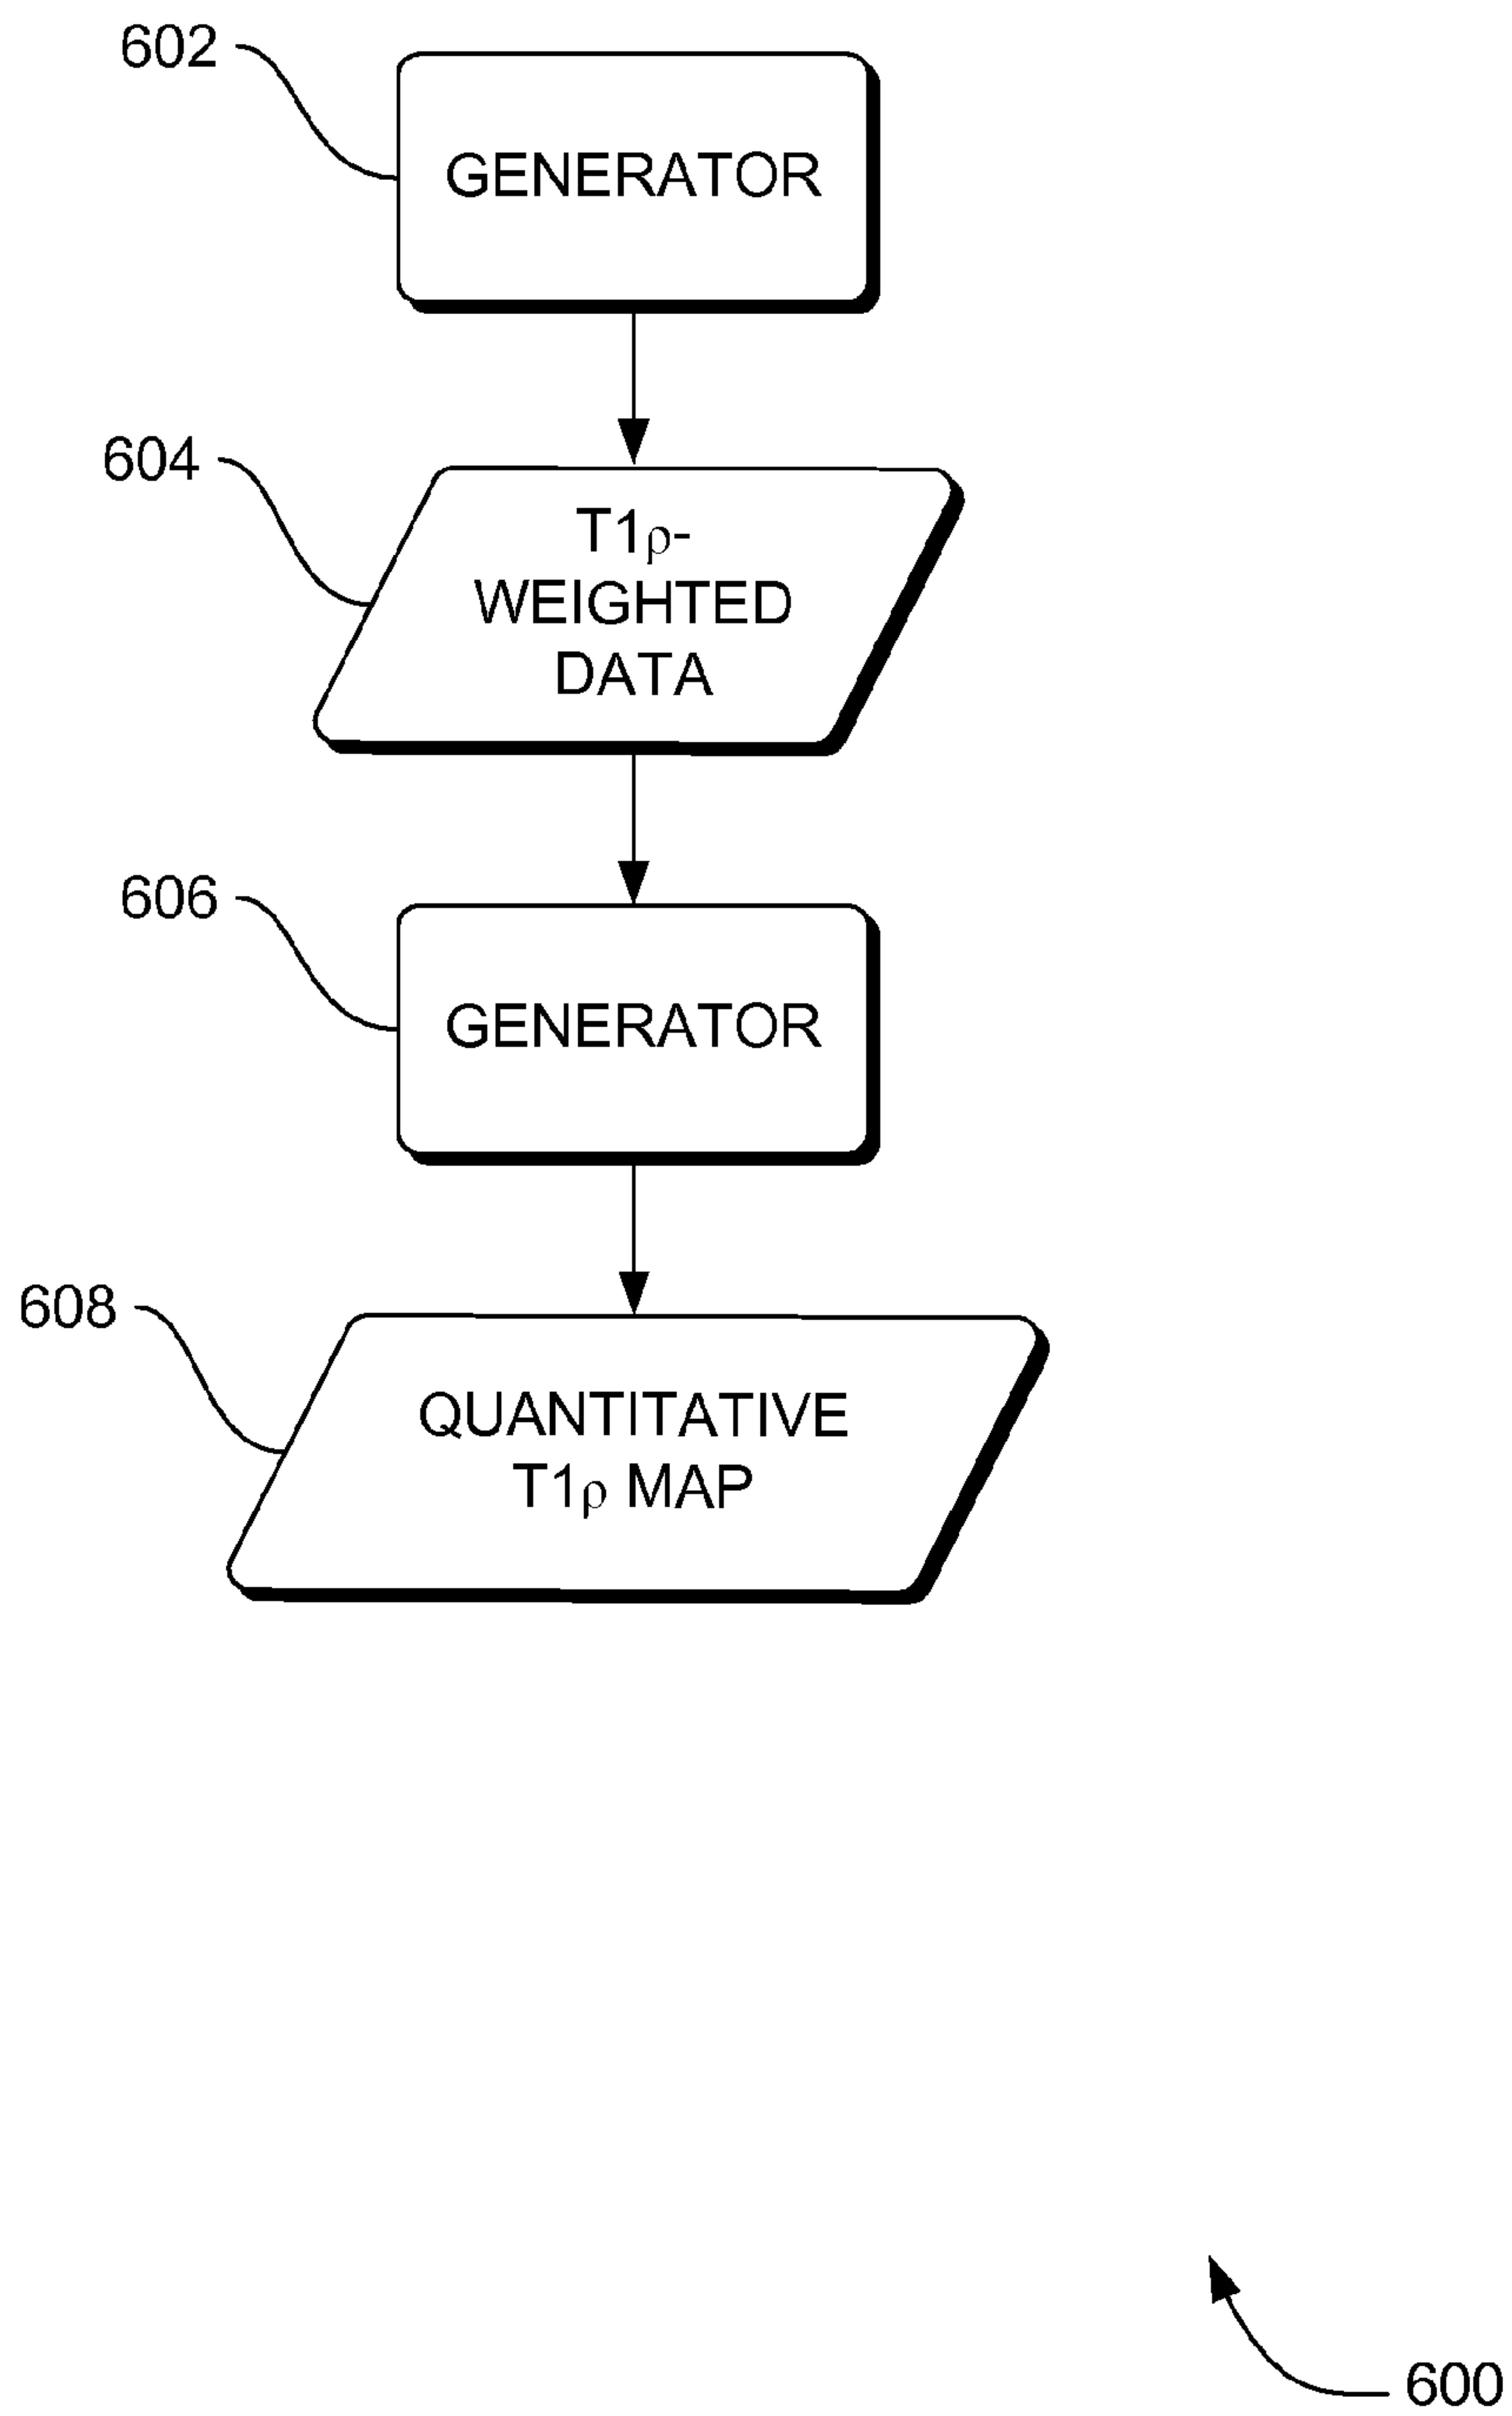 602
GENERATOR
604
T1ρ-
WEIGHTED
DATA
606
GENERATOR
608
QUANTITATIVE
T1ρ MAP
600